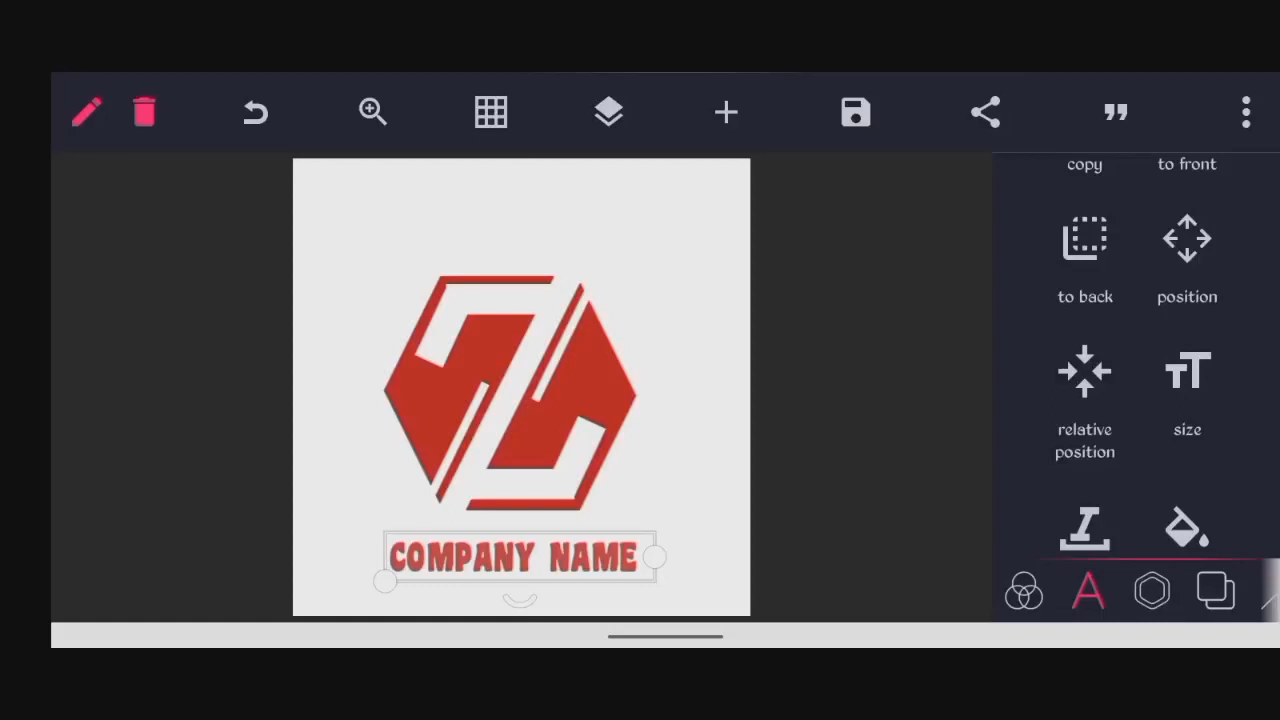 copy to front
to back position
relative position size
COMPANY NAME